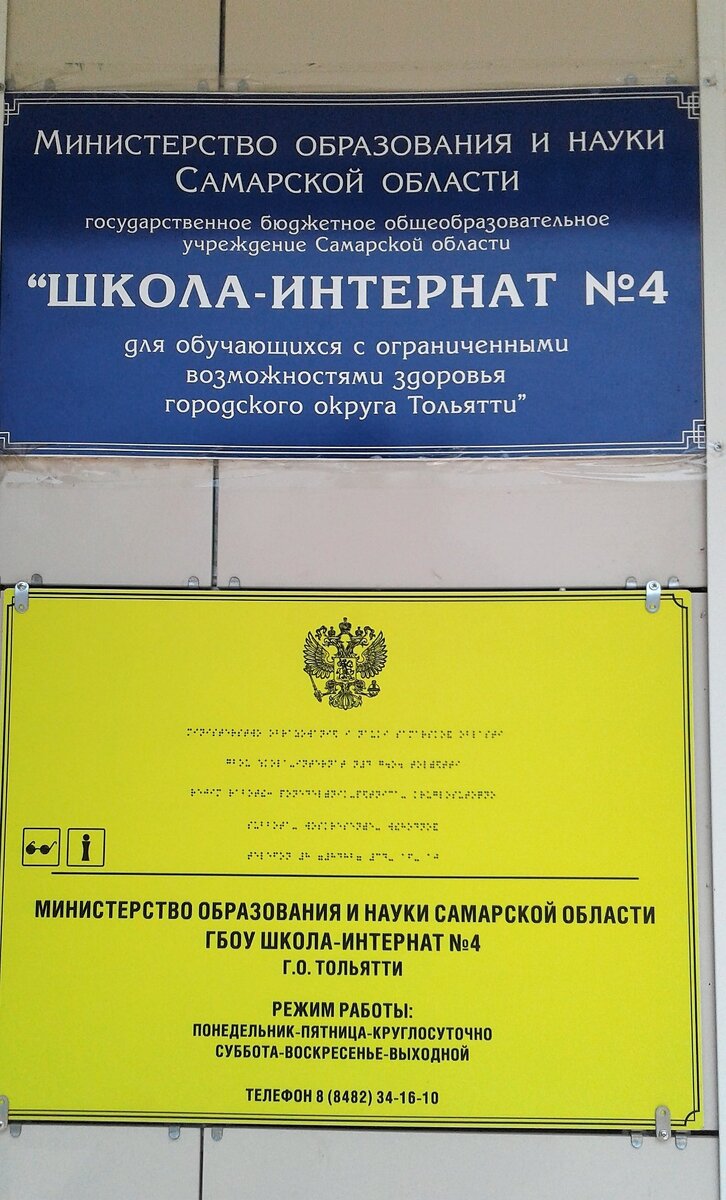 Министерство образования и науки
Самарской области
государственное бюджетное общеобразовательное
учреждение Самарской области
“ШКОЛА-ИНТЕРНАТ №4
для обучающихся с ограниченными
возможностями здоровья
городского округа Тольятти”
МИНИСТЕРСТВО ОБРАЗОВАНИЯ И НАУКИ САМАРСКОЙ ОБЛАСТИ
ГБОУ ШКОЛА-ИНТЕРНАТ №4
Г.О. ТОЛЬЯТТИ
РЕЖИМ РАБОТЫ:
ПОНЕДЕЛЬНИК-ПЯТНИЦА-КРУГЛОСУТОЧНО
СУББОТА-ВОСКРЕСЕНЬЕ-ВЫХОДНОЙ
ТЕЛЕФОН 8 (8482) 34-16-10